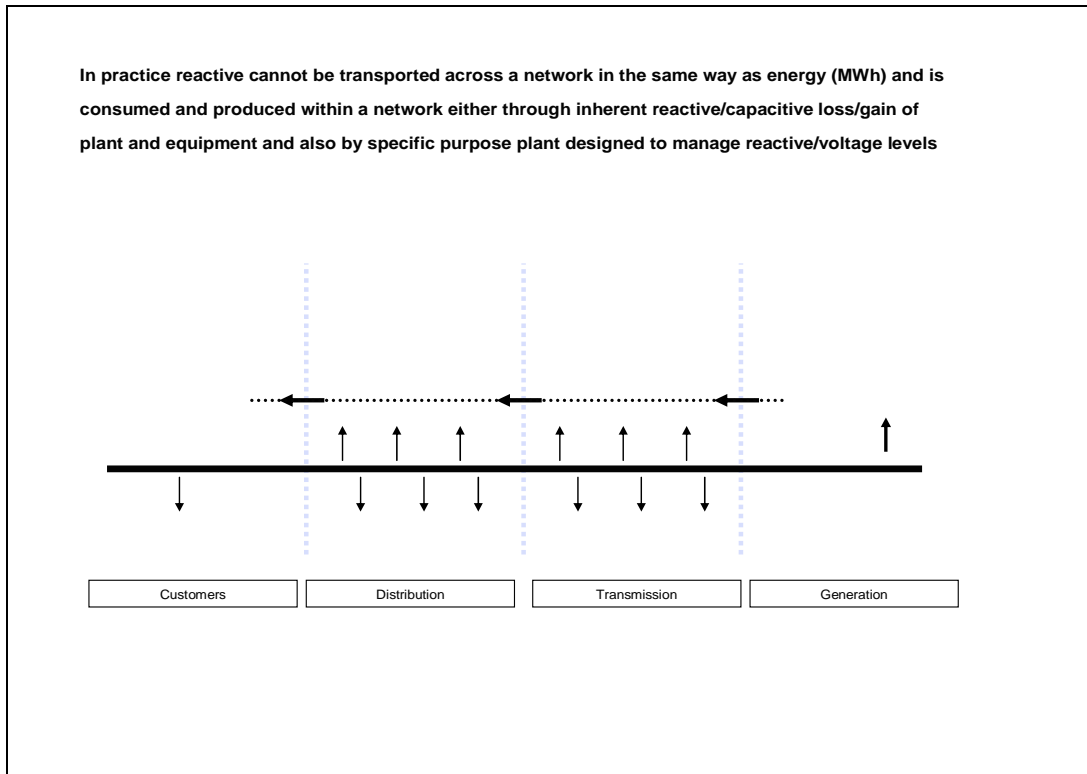 In practice reactive cannot be transported across a network in the same way as energy (MWh) and is
consumed and produced within a network either through inherent reactive/capacitive loss/gain of
plant and equipment and also by specific purpose plant designed to manage reactive/voltage levels
Customers
Distribution
Transmission
Generation